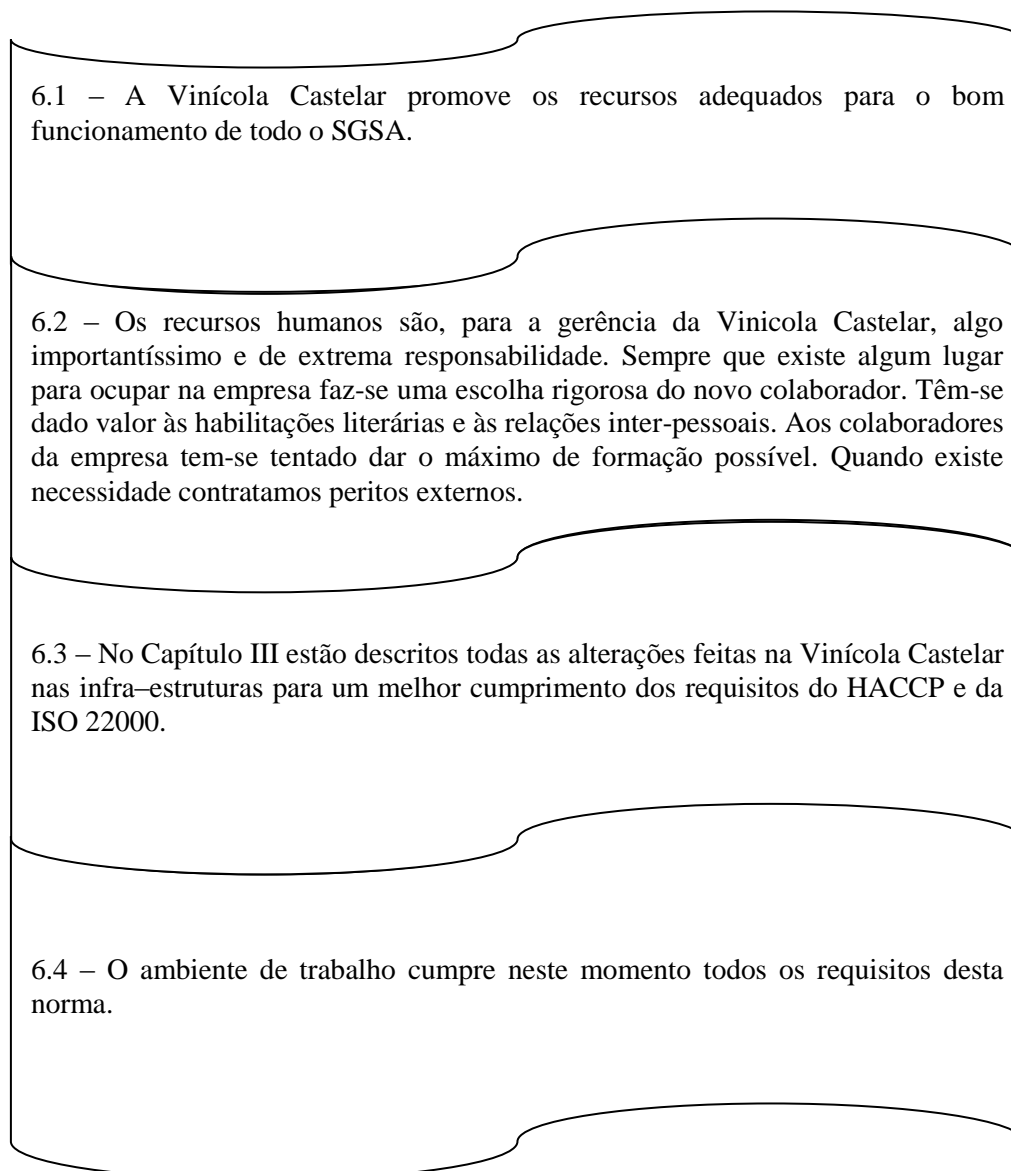 6.1 – A Vinícola Castelar promove os recursos adequados para o bom
funcionamento de todo o SGSA.
6.2 – Os recursos humanos são, para a gerência da Vinicola Castelar, algo
importantíssimo e de extrema responsabilidade. Sempre que existe algum lugar
para ocupar na empresa faz-se uma escolha rigorosa do novo colaborador. Têm-se
dado valor às habilitações literárias e às relações inter-pessoais. Aos colaboradores
da empresa tem-se tentado dar o máximo de formação possível. Quando existe
necessidade contratamos peritos externos.
6.3 – No Capítulo III estão descritos todas as alterações feitas na Vinícola Castelar
nas infra–estruturas para um melhor cumprimento dos requisitos do HACCP e da
ISO 22000.
6.4 – O ambiente de trabalho cumpre neste momento todos os requisitos desta
norma.